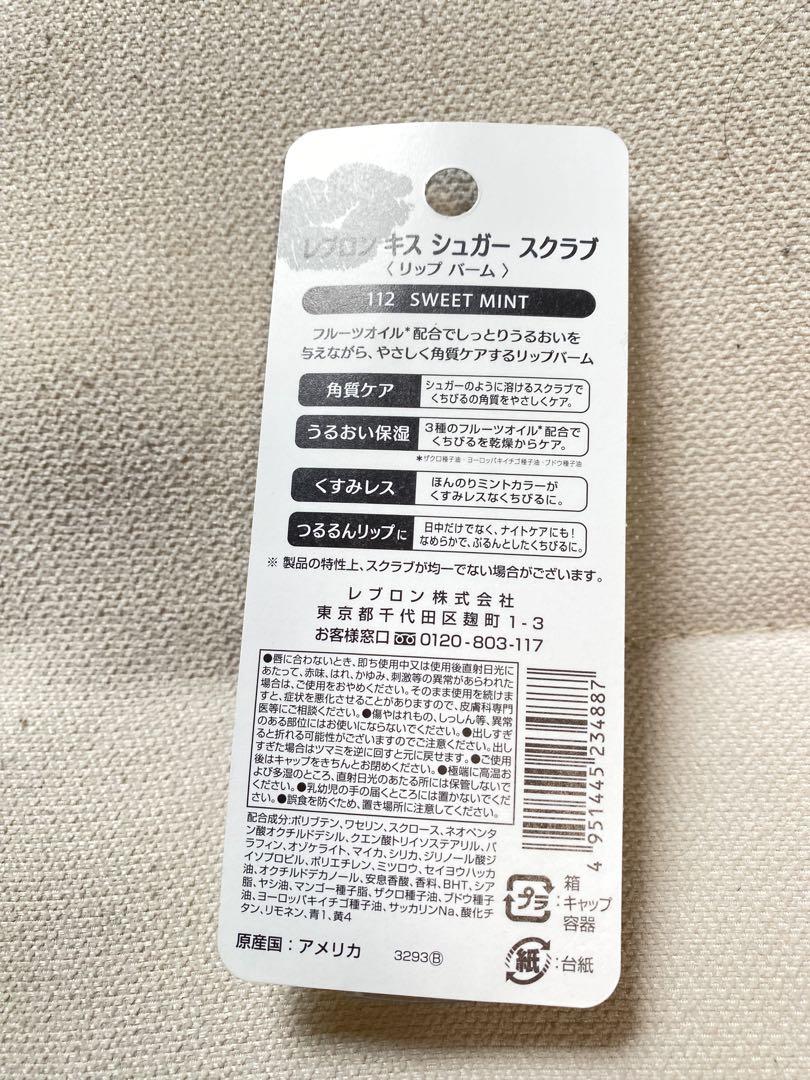 レブロン キス シュガー スクラブ
〈 リップ バーム 〉
112 SWEET MINT
フルーツオイル*配合でしっとりうるおいを
与えながら、やさしく角質ケアするリップバーム
角質ケア
シュガーのように溶けるスクラブで
くちびるの角質をやさしくケア。
うるおい保湿
3種のフルーツオイル*配合で
くちびるを乾燥からケア。
*ザクロ種子油・ヨーロッパキイチゴ種子油・ブドウ種子油
くすみレス
ほんのりミントカラーが
くすみレスなくちびるに。
つるるんリップに
日中だけでなく、ナイトケアにも!
なめらかで、ぷるんとしたくちびるに。
※ 製品の特性上、スクラブが均一でない場合がございます。
レブロン株式会社
東京都千代田区麹町1-3
お客様窓口 0120-803-117
●唇に合わないとき、即ち使用中又は使用後直射日光に
あたって、赤味、はれ、かゆみ、刺激等の異常があらわれた
場合は、ご使用をおやめください。そのまま使用を続けま
すと、症状を悪化させることがありますので、皮膚科専門
医等にご相談ください。●傷やはれもの、しっしん等、異常
のある部位にはお使いにならないでください。●出しすぎ
ると折れる可能性がございますのでご注意ください。出し
すぎた場合はツマミを逆に回すと元に戻せます。●ご使用
後はキャップをきちんとお閉めください。●極端に高温お
よび多湿のところ、直射日光のあたる所には保管しないで
ください。●乳幼児の手の届くところには置かないでくだ
さい。●誤食を防ぐため、置き場所に注意してください。
4 951445 234887
配合成分:ポリブテン、ワセリン、スクロース、ネオペンタ
ン酸オクチルドデシル、クエン酸トリイソステアリル、パ
ラフィン、オゾケライト、マイカ、シリカ、ジリノール酸ジ
イソプロピル、ポリエチレン、ミツロウ、セイヨウハッカ
油、オクチルドデカノール、安息香酸、香料、BHT、シア
脂、ヤシ油、マンゴー種子脂、ザクロ種子油、ブドウ種子
油、ヨーロッパキイチゴ種子油、サッカリンNa、酸化チ
タン、リモネン、青1、黄4
プラ
箱
:キャップ
容器
原産国:アメリカ
3293Ⓑ
紙
:台紙